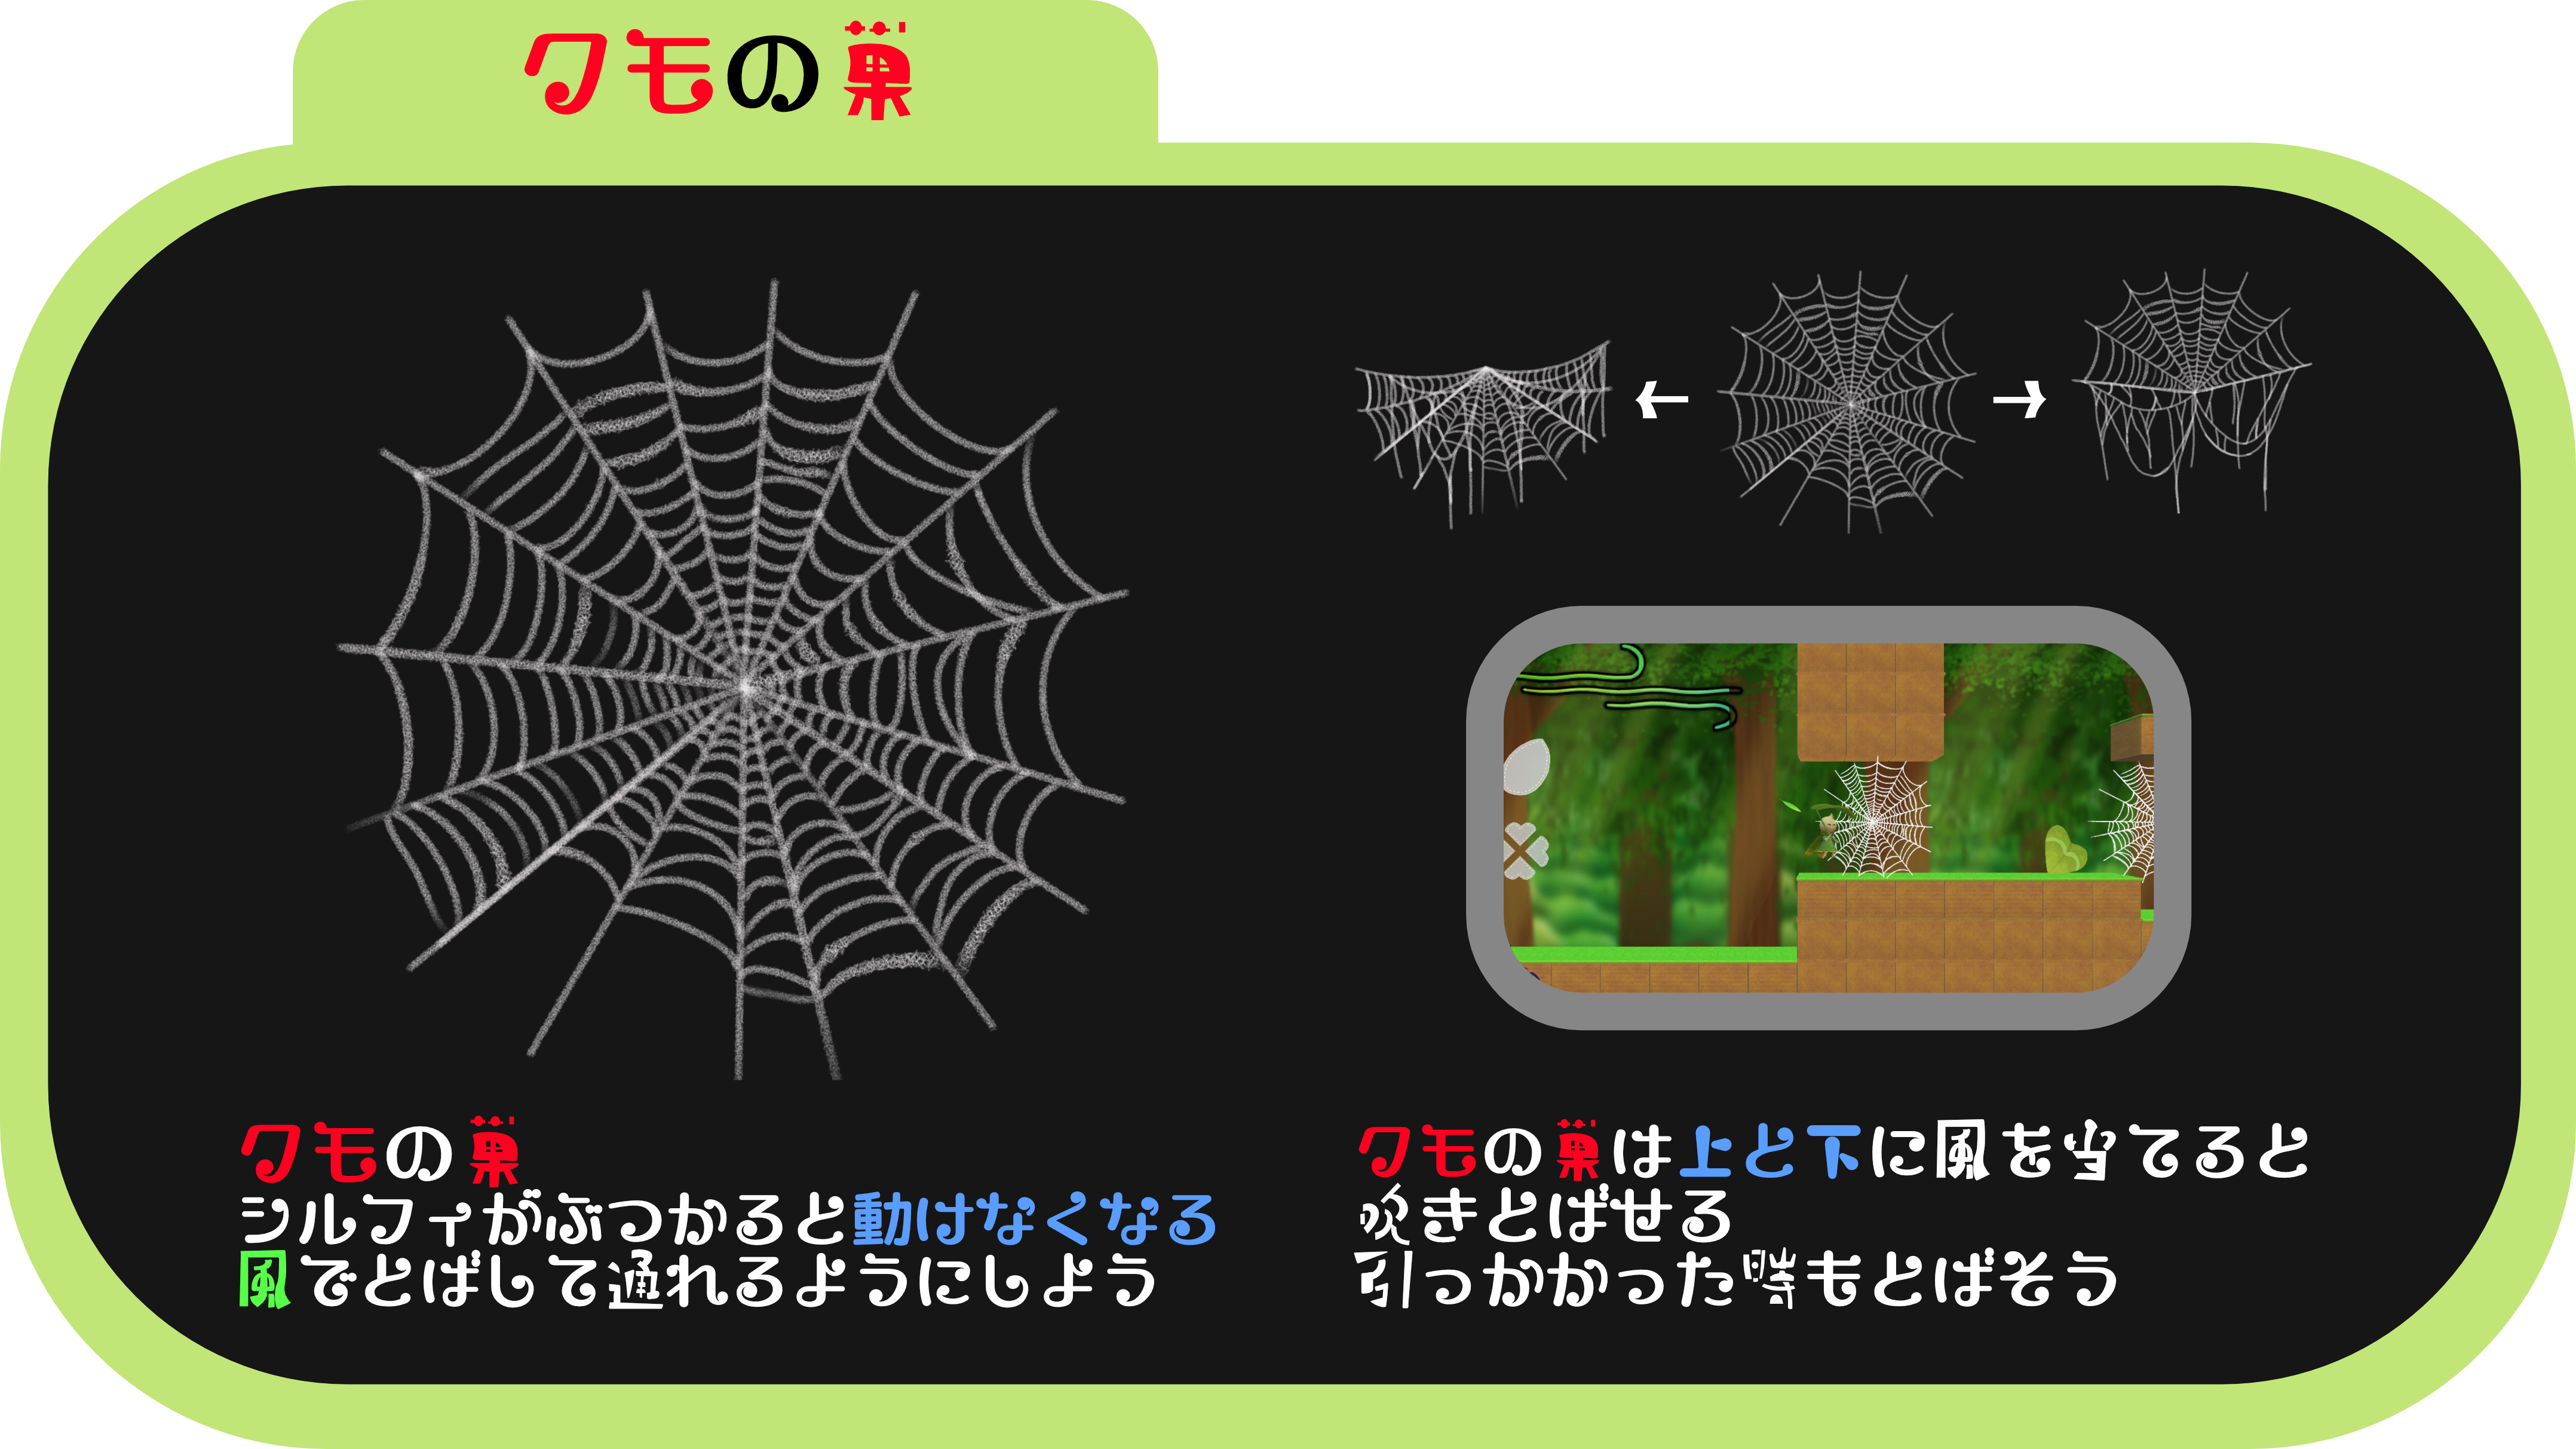 クモの巣
クモの巣
シルフィがぶつかると動けなくなる
風でとばして通れるようにしよう
クモの巣は上と下に風を当てると
吹きとばせる
引っかかった時もとばそう